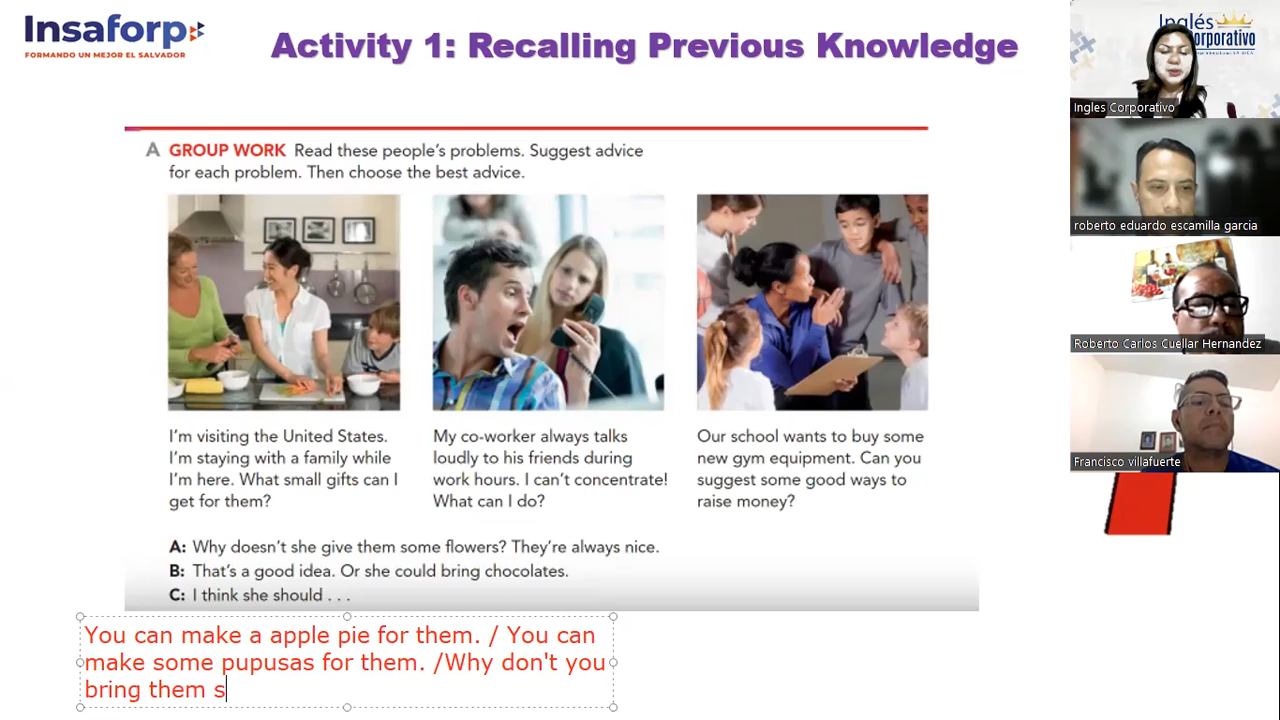 Insaforp
FORMANDO UN MEJOR EL SALVADOR
Activity 1: Recalling Previous Knowledge
A GROUP WORK Read these people's problems. Suggest advice
for each problem. Then choose the best advice.
I'm visiting the United States.
I'm staying with a family while
I'm here. What small gifts can I
get for them?
My co-worker always talks
loudly to his friends during
work hours. I can't concentrate!
What can I do?
Our school wants to buy some
new gym equipment. Can you
suggest some good ways to
raise money?
A: Why doesn't she give them some flowers? They're always nice.
B: That's a good idea. Or she could bring chocolates.
C: I think she should . . .
You can make a apple pie for them. / You can
make some pupusas for them. /Why don't you
bring them s
Inglés
Ingles Corporativo
roberto eduardo escamilla garcia
Roberto Carlos Cuellar Hernandez
Francisco villafuerte